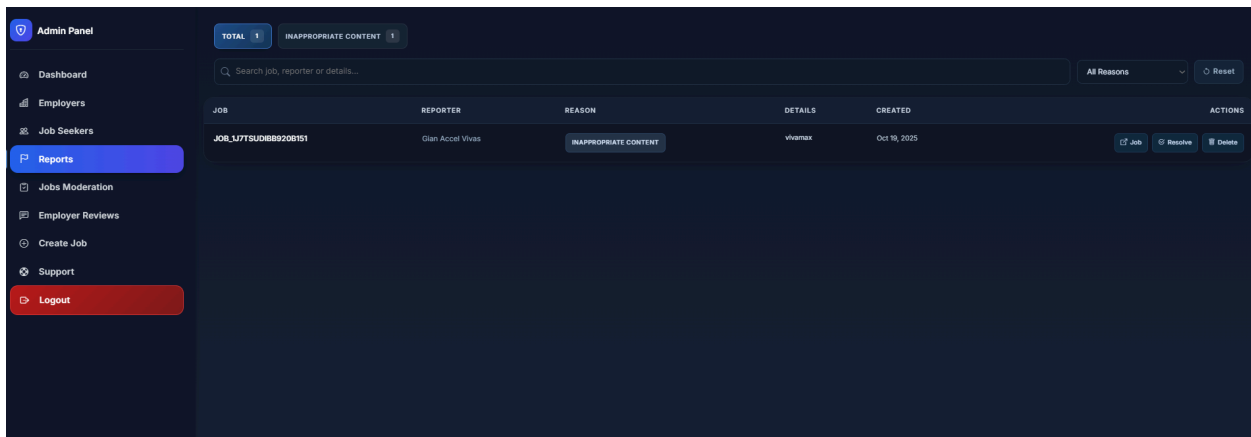 Admin Panel
Dashboard
Employers
Job Seekers
Reports
Jobs Moderation
Employer Reviews
Create Job
Support
Logout
TOTAL 1 INAPPROPRIATE CONTENT 1
Search job, reporter or details...
All Reasons
Reset
JOB REPORTER REASON DETAILS CREATED ACTIONS
JOB_1J7TSUDIBB920B151 Gian Accel Vivas INAPPROPRIATE CONTENT vivamax Oct 19, 2025 Job Resolve Delete